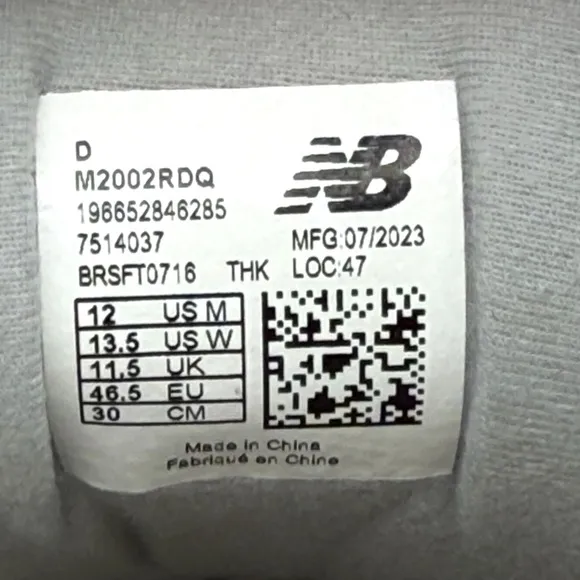 D
M2002RDQ
196652846285
7514037 MFG:07/2023
BRSFT0716 THK LOC:47
NB
12 US M
13.5 US W
11.5 UK
46.5 EU
30 CM
Made in China
Fabriqué en Chine